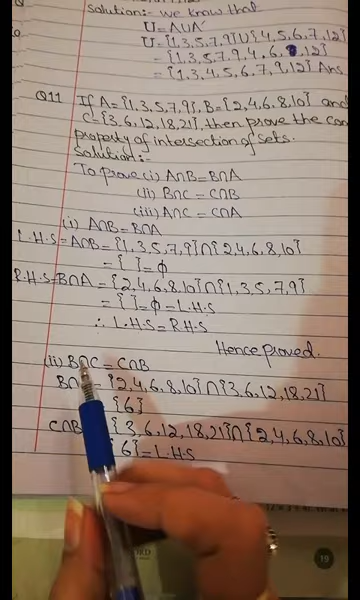 Solution:- We know that
U = A∪A′
U = {1,3,5,7,9}∪{4,5,6,7,12}
= {1,3,5,7,9,4,6,8,12}
= {1,3,4,5,6,7,9,12} Ans
Q11 If A={1,3,5,7,9}, B={2,4,6,8,10} and
C={3,6,12,18,21}, then prove the com
property of intersection of sets.
Solution:-
To prove (i) A∩B=B∩A
(ii) B∩C = C∩B
(iii) A∩C = C∩A
(i) A∩B=B∩A
L.H.S=A∩B={1,3,5,7,9}∩{2,4,6,8,10}
= { }=ϕ
R.H.S=B∩A={2,4,6,8,10}∩{1,3,5,7,9}
= { }=ϕ=L.H.S
∴ L.H.S=R.H.S
Hence proved.
(ii) B∩C = C∩B
B∩ = {2,4,6,8,10}∩{3,6,12,18,21}
{6}
C∩B {3,6,12,18,21}∩{2,4,6,8,10}
{6}=L.H.S
19